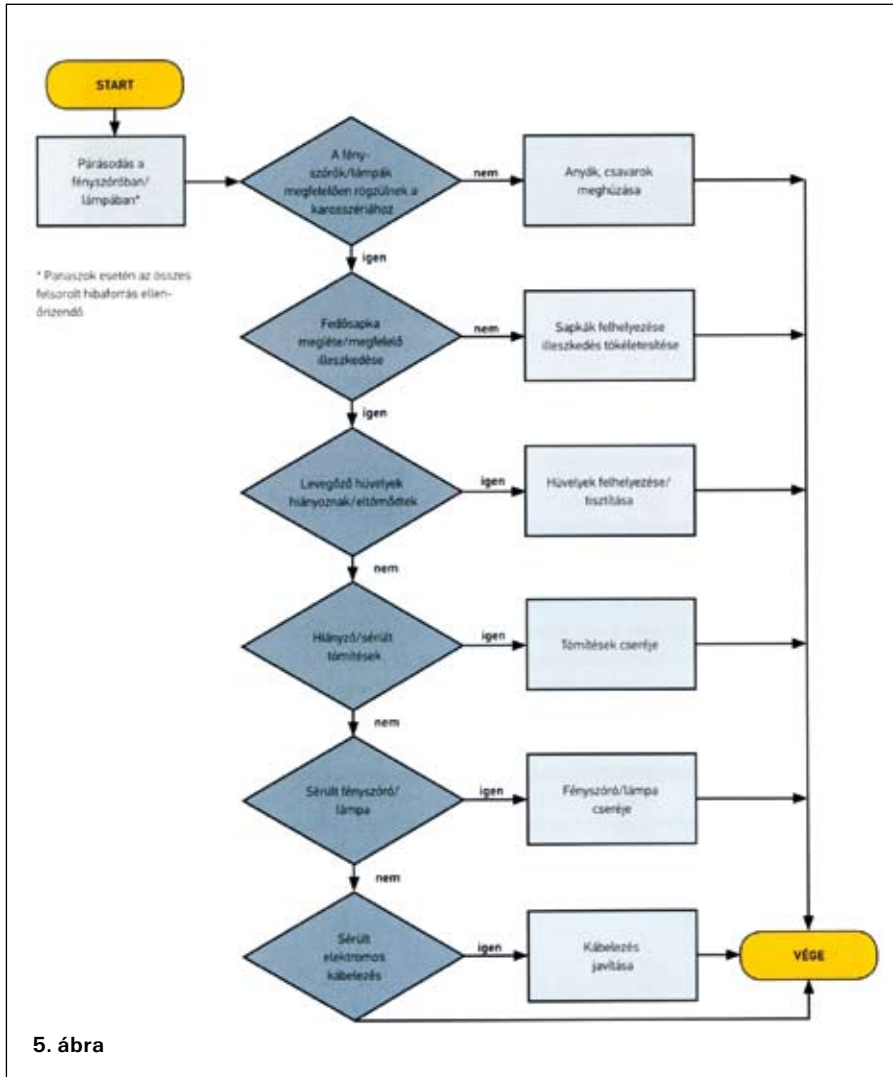 START
Párásodás a
fényszóróban/
lámpában*
* Panaszok esetén az összes
felsorolt hibaforrás ellen-
őrizendő
A fény-
szórók/lámpák
megfelelően rögzülnek a
karosszériához
nem
Anyák, csavarok
meghúzása
igen
Fedősapka
megléte/megfelelő
illeszkedése
nem
Sapkák felhelyezése
illeszkedés tökéletesítése
igen
Levegőző hüvelyek
hiányoznak/eltömődtek
igen
Hüvelyek felhelyezése/
tisztítása
nem
Hiányzó/sérült
tömítések
igen
Tömítések cseréje
nem
Sérült fényszóró/
lámpa
igen
Fényszóró/lámpa
cseréje
nem
Sérült
elektromos
kábelezés
igen
Kábelezés
javítása
VÉGE
5. ábra